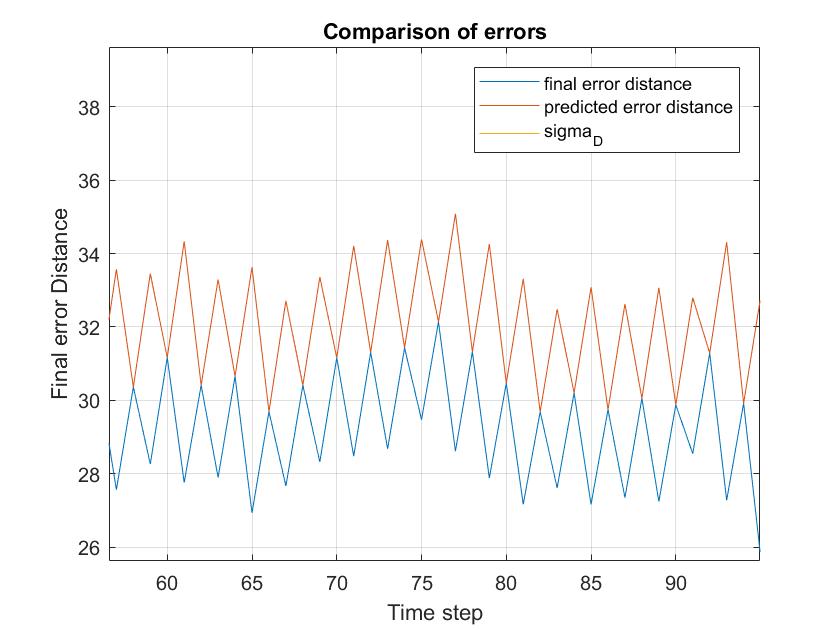 Comparison of errors
final error distance
predicted error distance
sigma_D
Final error Distance
38
36
34
32
30
28
26
60 65 70 75 80 85 90
Time step